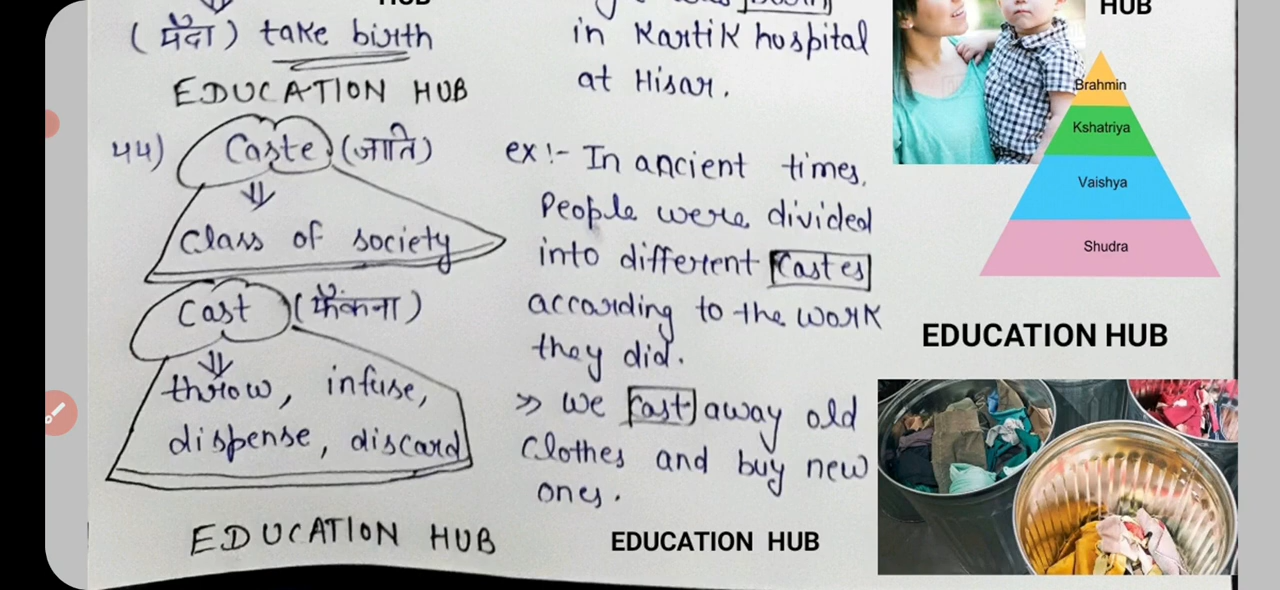 HUB
(पैदा) take birth
EDUCATION HUB
in Kartik hospital
at Hisar.
HUB
44) Caste (जाति)
class of society
ex:- In ancient times,
People were divided
into different Castes
according to the work
they did.
Brahmin
Kshatriya
Vaishya
Shudra
EDUCATION HUB
Cast (फेंकना)
throw, infuse,
dispense, discard
>> we Cast away old
Clothes and buy new
ones.
EDUCATION HUB
EDUCATION HUB